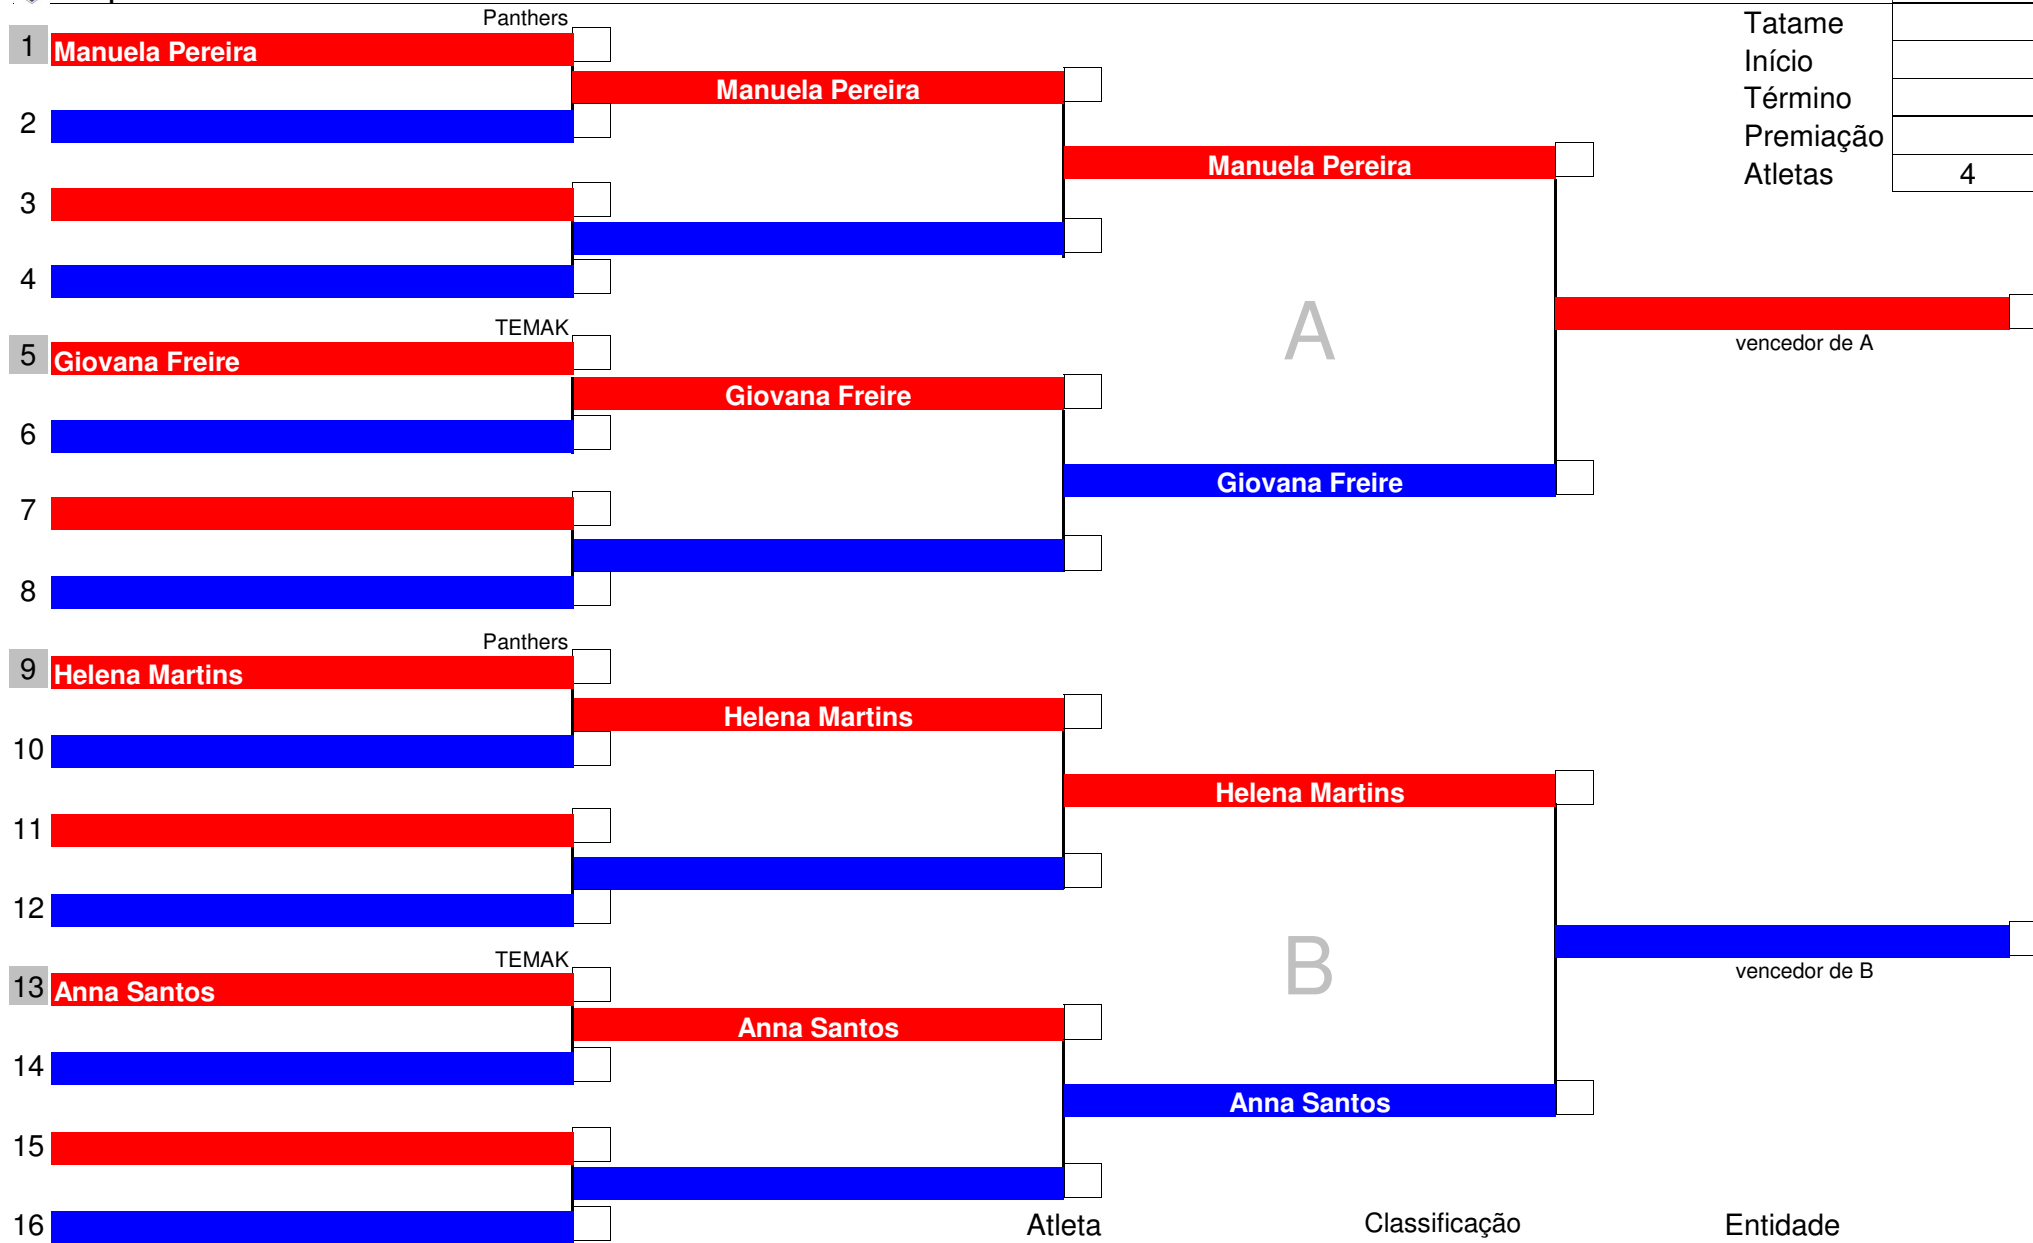 Panthers
1 Manuela Pereira
Manuela Pereira
2
Manuela Pereira
3
4
TEMAK
5 Giovana Freire
Giovana Freire
6
Giovana Freire
7
8
A
vencedor de A
Tatame
Início
Término
Premiação
Atletas 4
Panthers
9 Helena Martins
Helena Martins
10
Helena Martins
11
12
TEMAK
13 Anna Santos
Anna Santos
14
Anna Santos
15
16
B
vencedor de B
Atleta Classificação Entidade